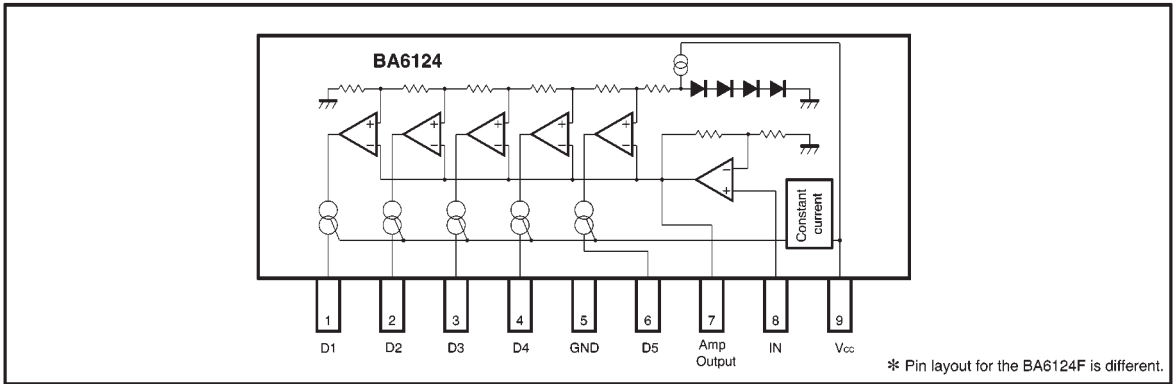 BA6124
+ + + + +
− − − − −
−
+
Constant
current
1 2 3 4 5 6 7 8 9
D1 D2 D3 D4 GND D5 Amp Output IN Vcc
✻ Pin layout for the BA6124F is different.